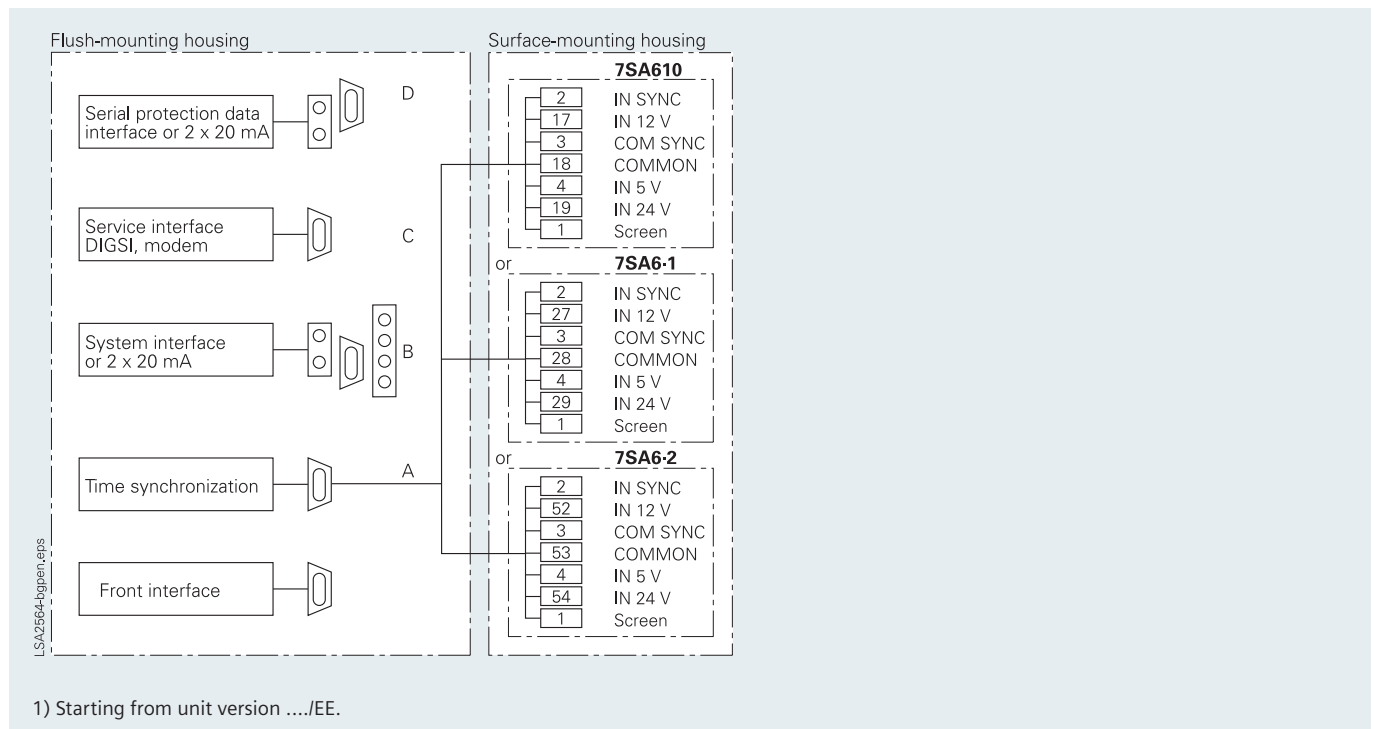 Flush-mounting housing
Serial protection data
interface or 2 x 20 mA
D
Service interface
DIGSI, modem
C
System interface
or 2 x 20 mA
B
Time synchronization
A
Front interface
LSA2564-bgpen.eps
Surface-mounting housing
7SA610
2 IN SYNC
17 IN 12 V
3 COM SYNC
18 COMMON
4 IN 5 V
19 IN 24 V
1 Screen
or 7SA6·1
2 IN SYNC
27 IN 12 V
3 COM SYNC
28 COMMON
4 IN 5 V
29 IN 24 V
1 Screen
or 7SA6·2
2 IN SYNC
52 IN 12 V
3 COM SYNC
53 COMMON
4 IN 5 V
54 IN 24 V
1 Screen
1) Starting from unit version ..../EE.